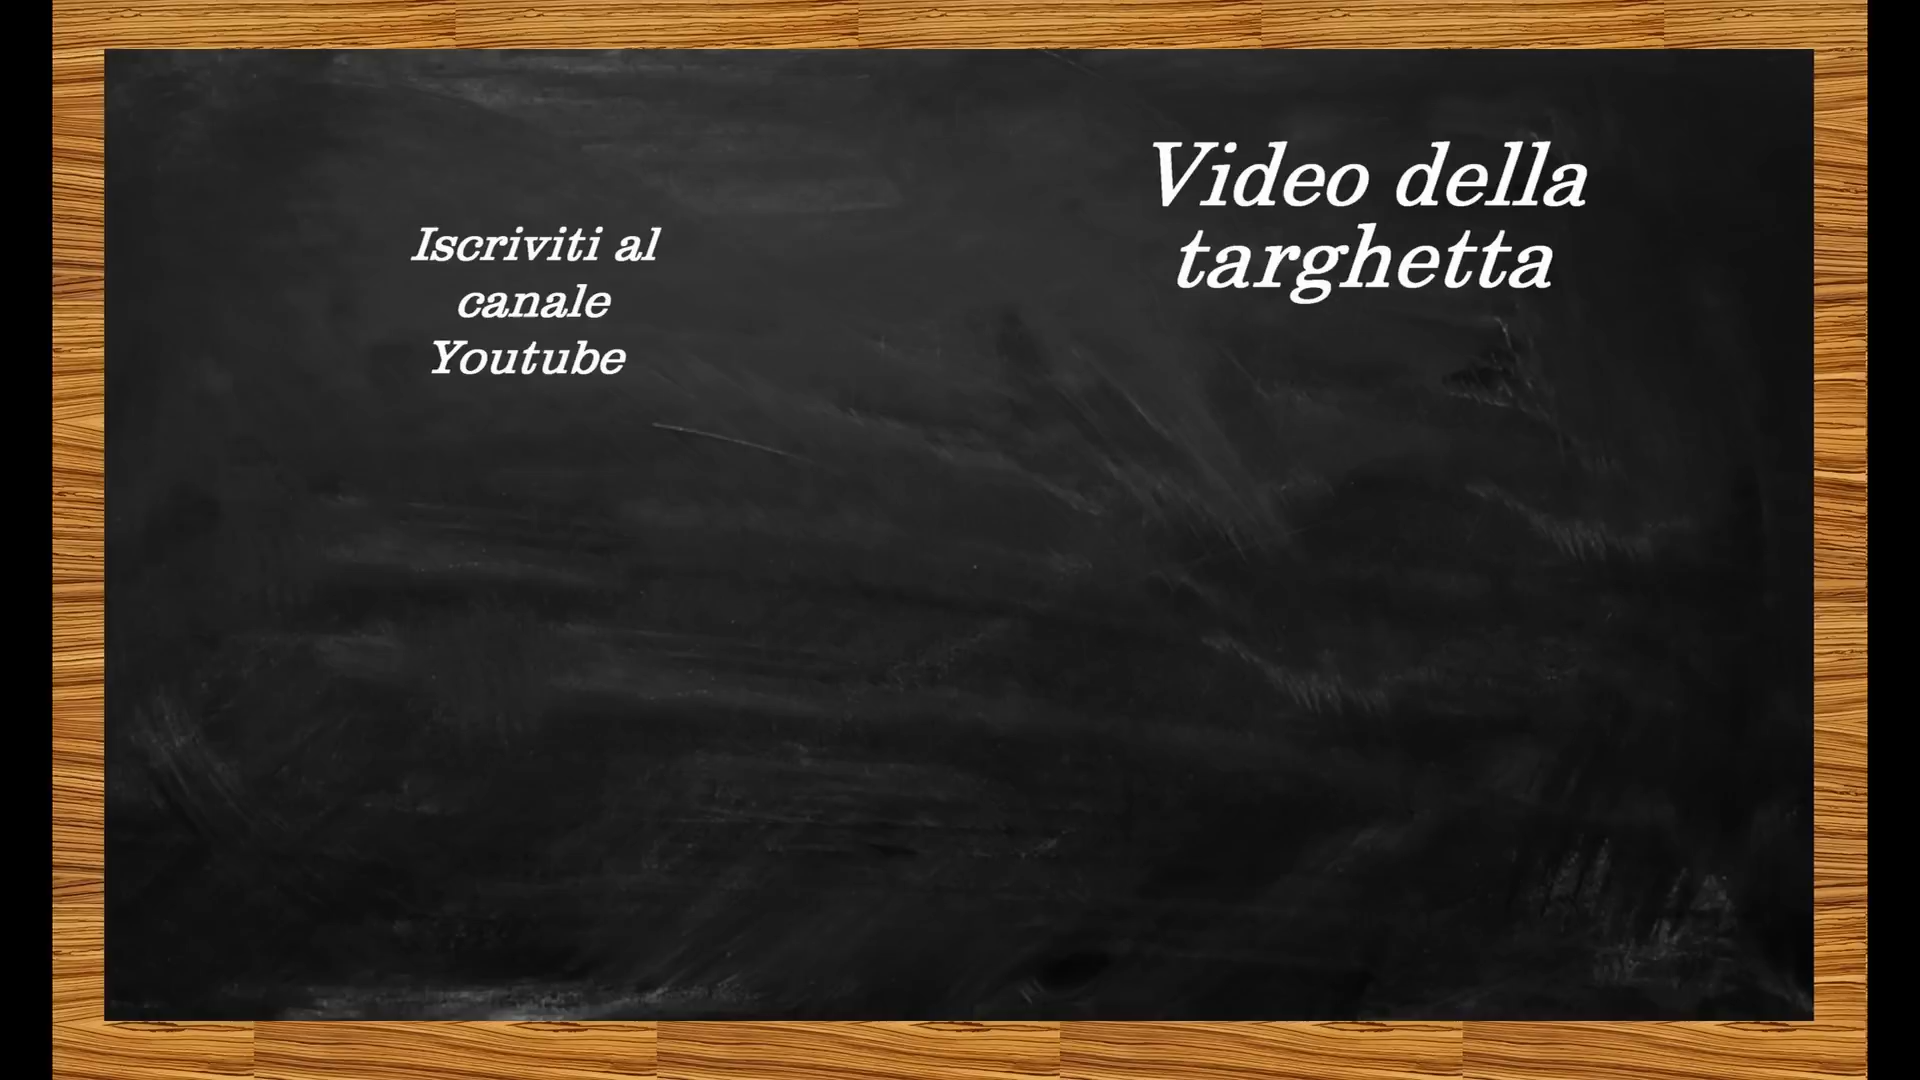 Iscriviti al
canale
Youtube
Video della
targhetta